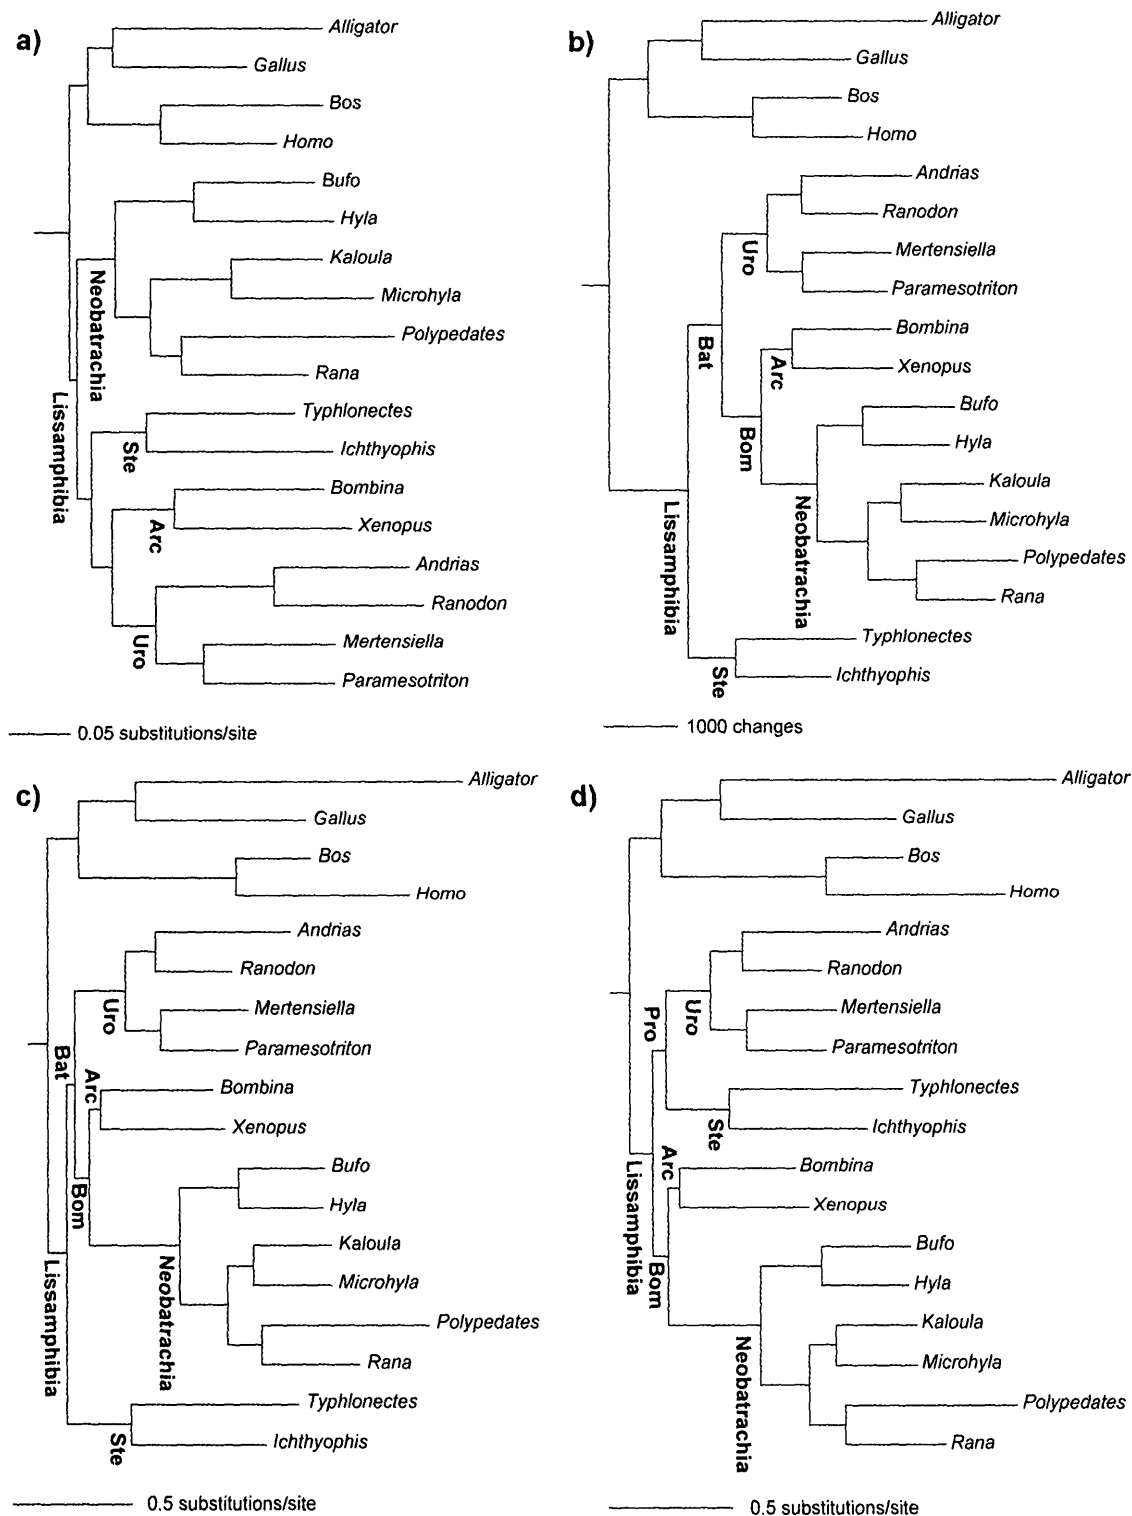 a)
Alligator
Gallus
Bos
Homo
Bufo
Hyla
Kaloula
Microhyla
Polypedates
Rana
Typhlonectes
Ichthyophis
Bombina
Xenopus
Andrias
Ranodon
Mertensiella
Paramesotriton
Neobatrachia
Lissamphibia
Ste
Arc
Uro
0.05 substitutions/site
b)
Alligator
Gallus
Bos
Homo
Andrias
Ranodon
Mertensiella
Paramesotriton
Bombina
Xenopus
Bufo
Hyla
Kaloula
Microhyla
Polypedates
Rana
Typhlonectes
Ichthyophis
Uro
Bat
Arc
Bom
Neobatrachia
Lissamphibia
Ste
1000 changes
c)
Alligator
Gallus
Bos
Homo
Andrias
Ranodon
Mertensiella
Paramesotriton
Bombina
Xenopus
Bufo
Hyla
Kaloula
Microhyla
Polypedates
Rana
Typhlonectes
Ichthyophis
Uro
Bat
Arc
Bom
Neobatrachia
Lissamphibia
Ste
0.5 substitutions/site
d)
Alligator
Gallus
Bos
Homo
Andrias
Ranodon
Mertensiella
Paramesotriton
Typhlonectes
Ichthyophis
Bombina
Xenopus
Bufo
Hyla
Kaloula
Microhyla
Polypedates
Rana
Pro
Uro
Ste
Arc
Lissamphibia
Bom
Neobatrachia
0.5 substitutions/site